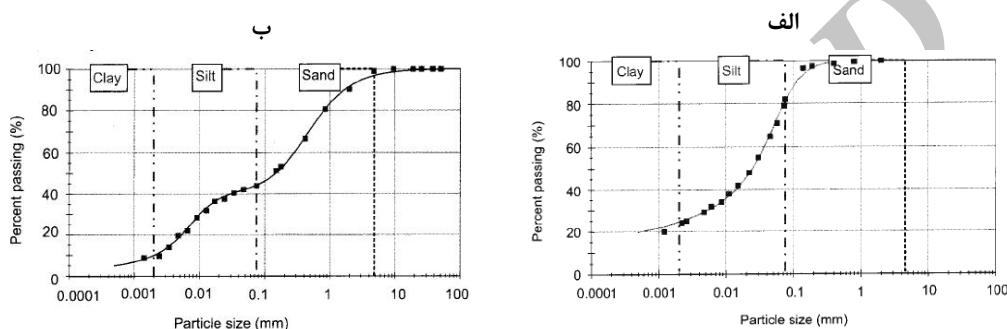 ب
Clay Silt Sand
100
80
60
40
20
0
Percent passing (%)
0.0001 0.001 0.01 0.1 1 10 100
Particle size (mm)
الف
Clay Silt Sand
100
80
60
40
20
0
Percent passing (%)
0.0001 0.001 0.01 0.1 1 10 100
Particle size (mm)